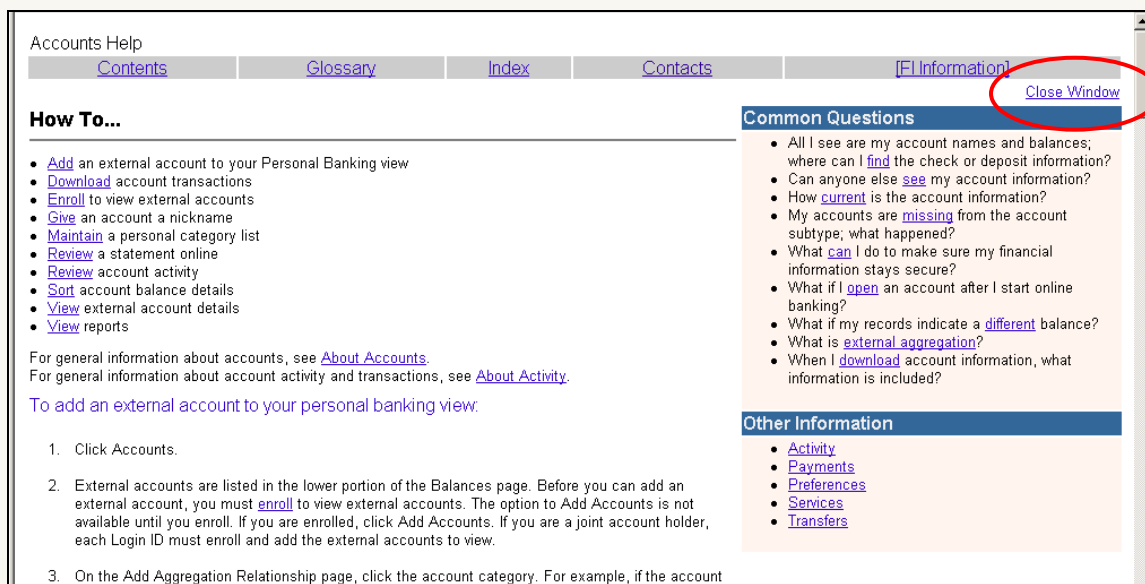 Accounts Help
Contents Glossary Index Contacts [FI Information]
Close Window
How To...
• Add an external account to your Personal Banking view
• Download account transactions
• Enroll to view external accounts
• Give an account a nickname
• Maintain a personal category list
• Review a statement online
• Review account activity
• Sort account balance details
• View external account details
• View reports
For general information about accounts, see About Accounts.
For general information about account activity and transactions, see About Activity.
To add an external account to your personal banking view:
1. Click Accounts.
2. External accounts are listed in the lower portion of the Balances page. Before you can add an
external account, you must enroll to view external accounts. The option to Add Accounts is not
available until you enroll. If you are enrolled, click Add Accounts. If you are a joint account holder,
each Login ID must enroll and add the external accounts to view.
3. On the Add Aggregation Relationship page, click the account category. For example, if the account
Common Questions
• All I see are my account names and balances;
where can I find the check or deposit information?
• Can anyone else see my account information?
• How current is the account information?
• My accounts are missing from the account
subtype; what happened?
• What can I do to make sure my financial
information stays secure?
• What if I open an account after I start online
banking?
• What if my records indicate a different balance?
• What is external aggregation?
• When I download account information, what
information is included?
Other Information
• Activity
• Payments
• Preferences
• Services
• Transfers